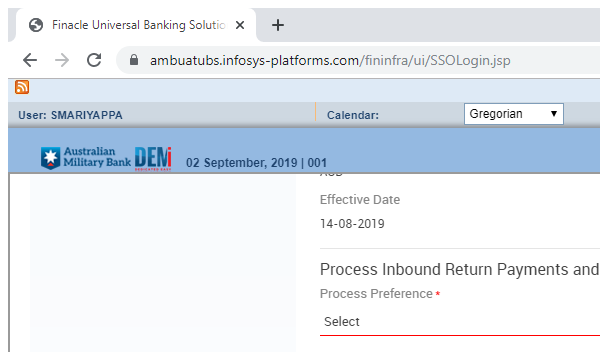 Finacle Universal Banking Solutio
ambuatubs.infosys-platforms.com/fininfra/ui/SSOLogin.jsp
User: SMARIYAPPA Calendar: Gregorian
Australian Military Bank DEMi 02 September, 2019 | 001
AUD
Effective Date
14-08-2019
Process Inbound Return Payments and
Process Preference *
Select